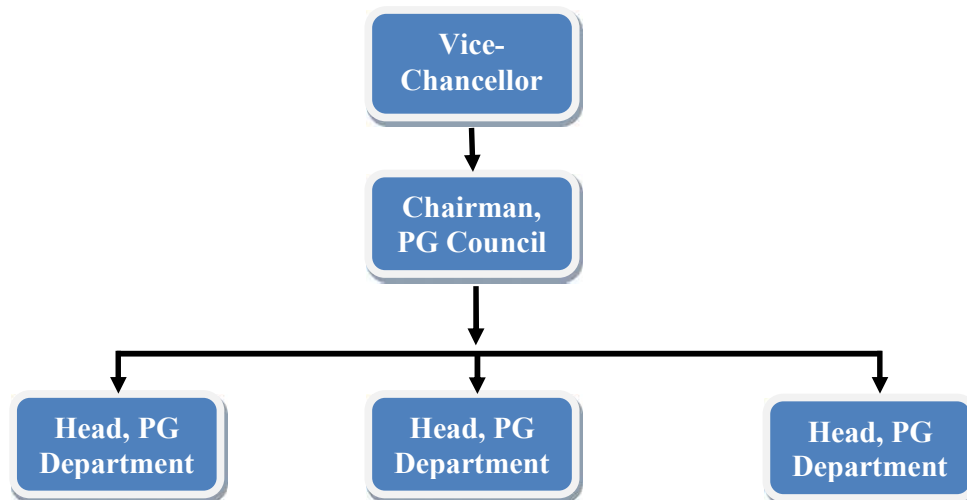 Vice-
Chancellor
Chairman,
PG Council
Head, PG
Department
Head, PG
Department
Head, PG
Department